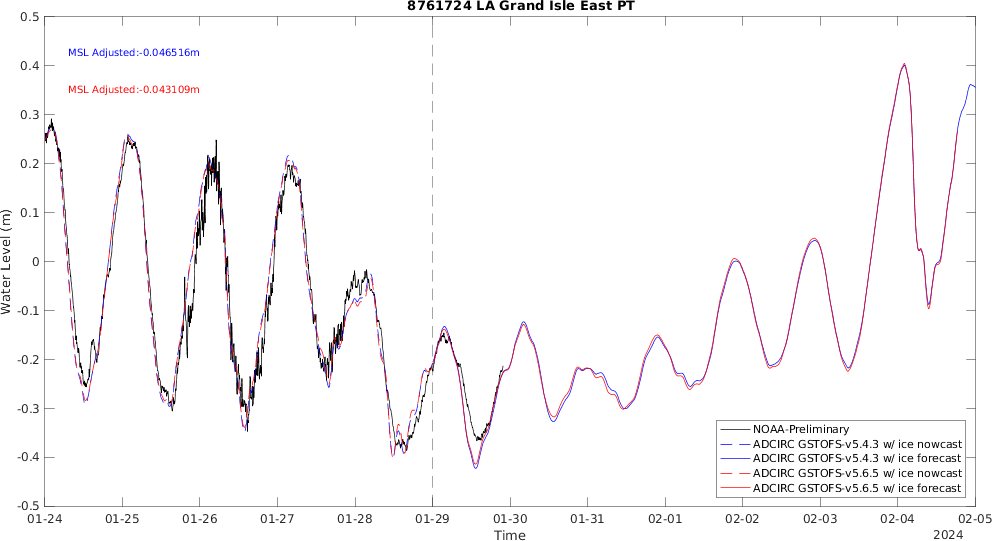 8761724 LA Grand Isle East PT
MSL Adjusted:-0.046516m
MSL Adjusted:-0.043109m
Water Level (m)
0.5
0.4
0.3
0.2
0.1
0
-0.1
-0.2
-0.3
-0.4
-0.5
NOAA-Preliminary
ADCIRC GSTOFS-v5.4.3 w/ ice nowcast
ADCIRC GSTOFS-v5.4.3 w/ ice forecast
ADCIRC GSTOFS-v5.6.5 w/ ice nowcast
ADCIRC GSTOFS-v5.6.5 w/ ice forecast
01-24 01-25 01-26 01-27 01-28 01-29 01-30 01-31 02-01 02-02 02-03 02-04 02-05
Time
2024